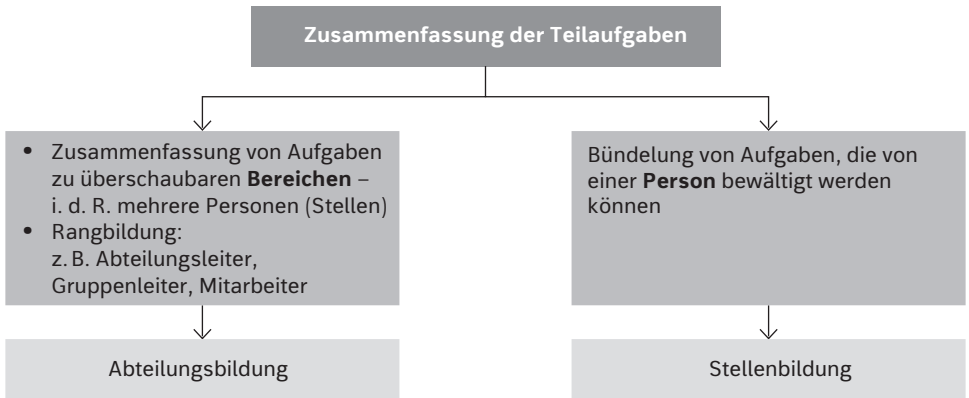 Zusammenfassung der Teilaufgaben
• Zusammenfassung von Aufgaben
zu überschaubaren Bereichen –
i. d. R. mehrere Personen (Stellen)
• Rangbildung:
z. B. Abteilungsleiter,
Gruppenleiter, Mitarbeiter
Bündelung von Aufgaben, die von
einer Person bewältigt werden
können
Abteilungsbildung
Stellenbildung